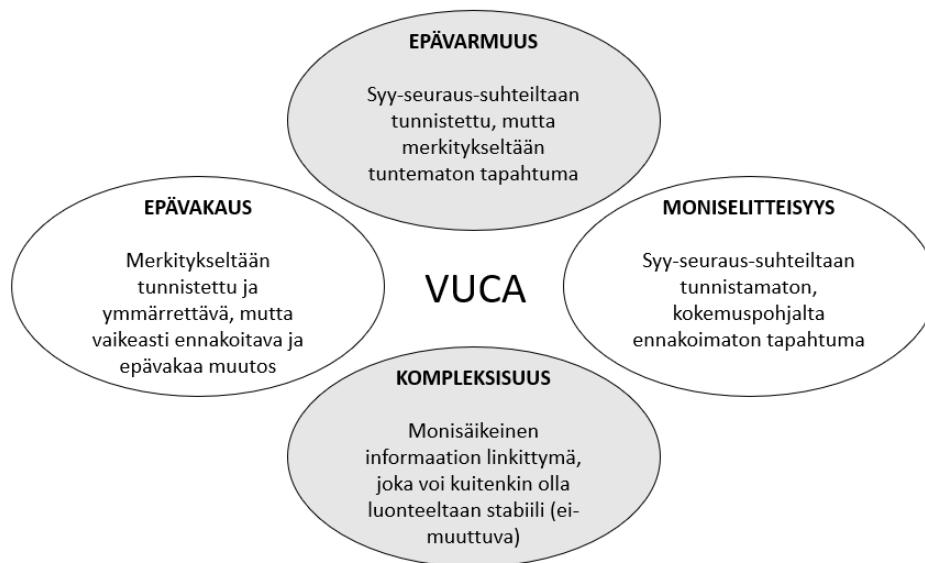 EPÄVARMUUS
Syy-seuraus-suhteiltaan
tunnistettu, mutta
merkitykseltään
tuntematon tapahtuma
EPÄVAKAUS
Merkitykseltään
tunnistettu ja
ymmärrettävä, mutta
vaikeasti ennakoitava ja
epävakaa muutos
VUCA
MONISELITTEISYYS
Syy-seuraus-suhteiltaan
tunnistamaton,
kokemuspohjalta
ennakoimaton tapahtuma
KOMPLEKSISUUS
Monisäikeinen
informaation linkittymä,
joka voi kuitenkin olla
luonteeltaan stabiili (ei-
muuttuva)